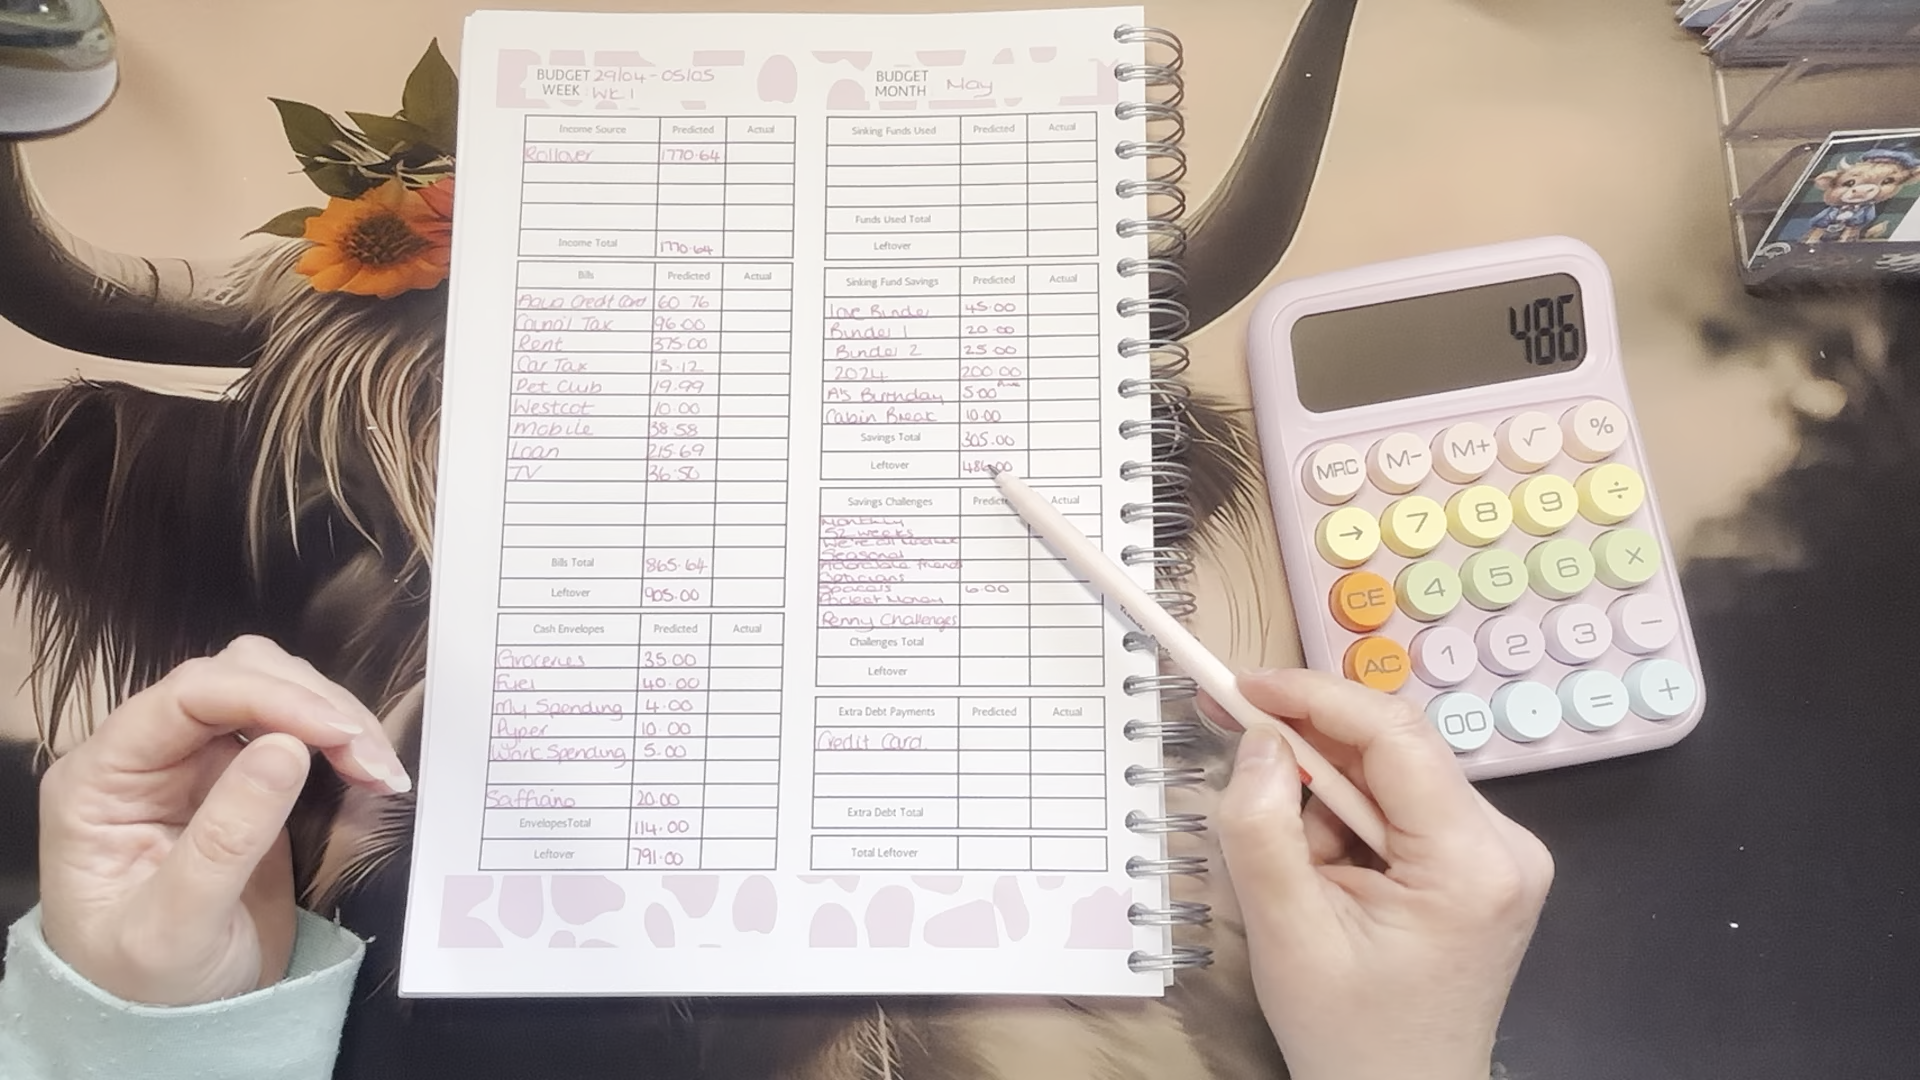 BUDGET 29/04 - 05/05
WEEK WK 1
Income Source Predicted Actual
Rollover 1770.64
Income Total 1770.64
Bills Predicted Actual
Aqua Credit Card 60.76
Council Tax 96.00
Rent 375.00
Car Tax 13.12
Pet Club 19.99
Westcot 10.00
Mobile 38.58
Loan 215.69
TV 36.50
Bills Total 865.64
Leftover 905.00
Cash Envelopes Predicted Actual
Groceries 35.00
Fuel 40.00
My Spending 4.00
Pyper 10.00
Work Spending 5.00
Saffiano 20.00
EnvelopesTotal 114.00
Leftover 791.00
BUDGET May
MONTH
Sinking Funds Used Predicted Actual
Funds Used Total
Leftover
Sinking Fund Savings Predicted Actual
Love Binder 45.00
Binder 1 20.00
Binder 2 25.00
2024 200.00
Al's Birthday 5.00
Cabin Break 10.00
Savings Total 305.00
Leftover 486.00
Savings Challenges Actual
Monthly
52 weeks
Seasonal
Opticians
Specials 6.00
Pocket Money
Penny Challenges
Challenges Total
Leftover
Extra Debt Payments Predicted Actual
Credit Card
Extra Debt Total
Total Leftover
486
MRC M- M+ √ %
→ 7 8 9 ÷
CE 4 5 6 ×
AC 1 2 3 −
00 . = +